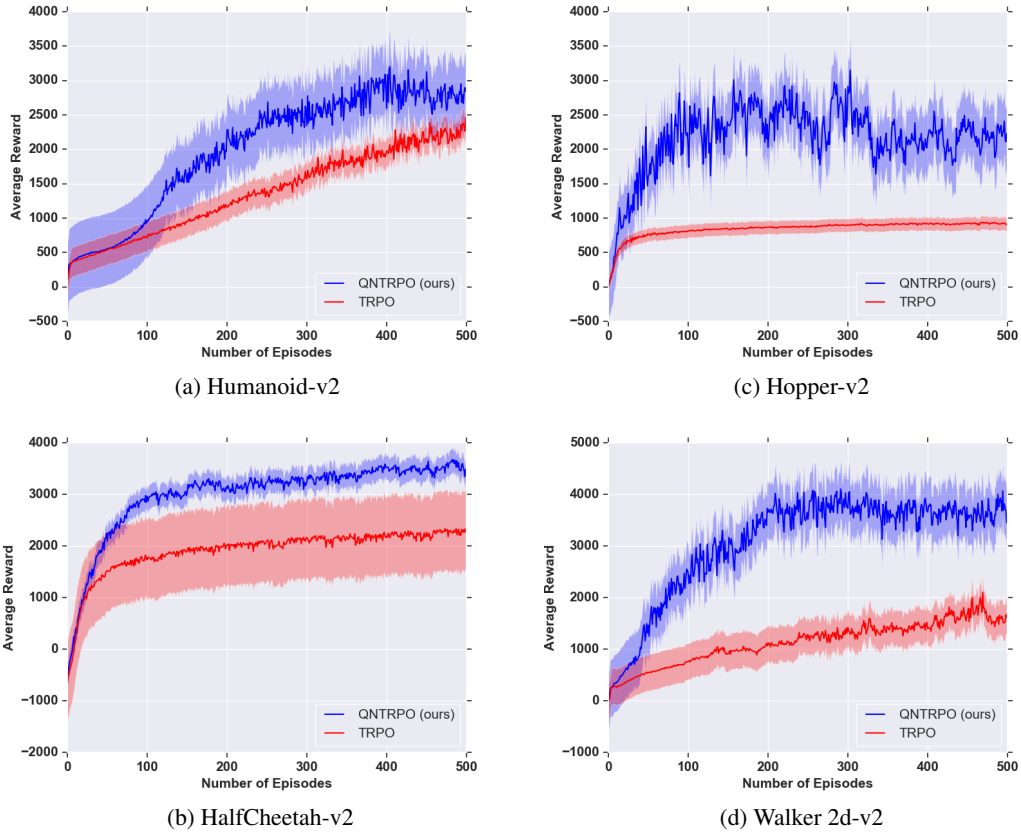 4000
3500
3000
2500
2000
1500
1000
500
0
−500
Average Reward
0 100 200 300 400 500
Number of Episodes
QNTRPO (ours)
TRPO
(a) Humanoid-v2
4000
3500
3000
2500
2000
1500
1000
500
0
−500
Average Reward
0 100 200 300 400 500
Number of Episodes
QNTRPO (ours)
TRPO
(c) Hopper-v2
4000
3000
2000
1000
0
−1000
−2000
Average Reward
0 100 200 300 400 500
Number of Episodes
QNTRPO (ours)
TRPO
(b) HalfCheetah-v2
5000
4000
3000
2000
1000
0
−1000
Average Reward
0 100 200 300 400 500
Number of Episodes
QNTRPO (ours)
TRPO
(d) Walker 2d-v2